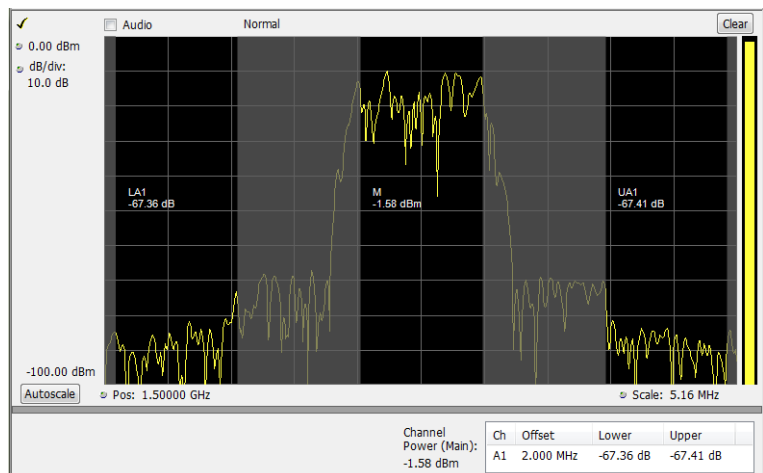 Audio
Normal
Clear
0.00 dBm
dB/div:
10.0 dB
LA1
-67.36 dB
M
-1.58 dBm
UA1
-67.41 dB
-100.00 dBm
Autoscale
Pos: 1.50000 GHz
Scale: 5.16 MHz
Channel
Power (Main):
-1.58 dBm
Ch Offset Lower Upper
A1 2.000 MHz -67.36 dB -67.41 dB